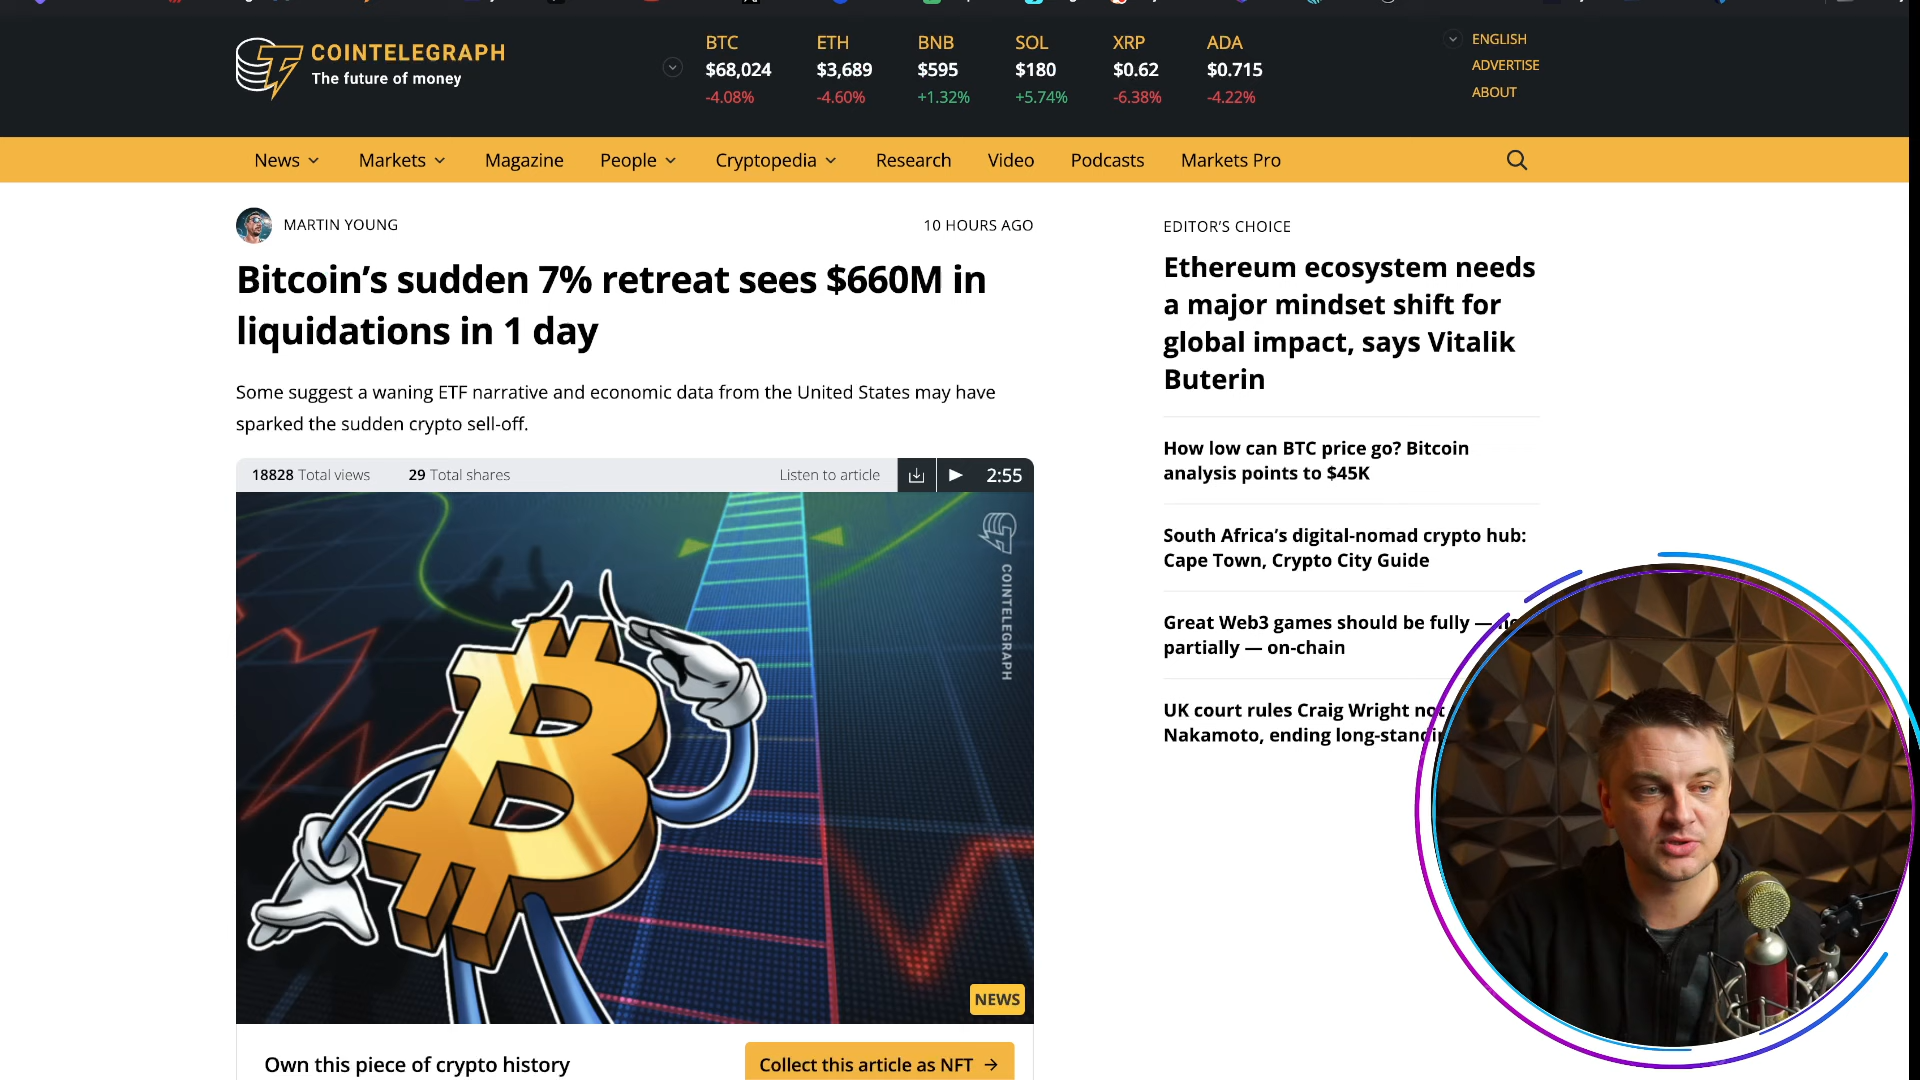 COINTELEGRAPH
The future of money
BTC
$68,024
-4.08%
ETH
$3,689
-4.60%
BNB
$595
+1.32%
SOL
$180
+5.74%
XRP
$0.62
-6.38%
ADA
$0.715
-4.22%
ENGLISH
ADVERTISE
ABOUT
News
Markets
Magazine
People
Cryptopedia
Research
Video
Podcasts
Markets Pro
MARTIN YOUNG
10 HOURS AGO
Bitcoin’s sudden 7% retreat sees $660M in
liquidations in 1 day
Some suggest a waning ETF narrative and economic data from the United States may have
sparked the sudden crypto sell-off.
18828 Total views
29 Total shares
Listen to article
2:55
COINTELEGRAPH
NEWS
Own this piece of crypto history
Collect this article as NFT →
EDITOR’S CHOICE
Ethereum ecosystem needs
a major mindset shift for
global impact, says Vitalik
Buterin
How low can BTC price go? Bitcoin
analysis points to $45K
South Africa’s digital-nomad crypto hub:
Cape Town, Crypto City Guide
Great Web3 games should be fully —
partially — on-chain
UK court rules Craig Wright not
Nakamoto, ending